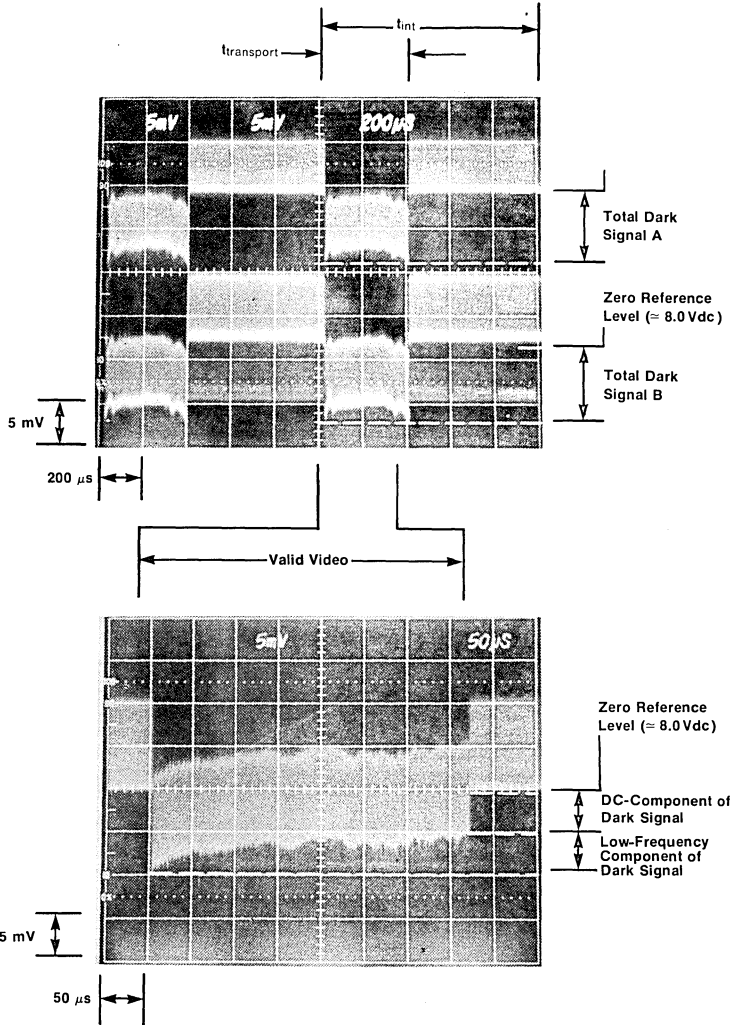 tint
ttransport
5mV 5mV 200µS
Total Dark
Signal A
Zero Reference
Level (≃ 8.0 Vdc)
Total Dark
Signal B
5 mV
200 µs
Valid Video
5mV 50µS
Zero Reference
Level (≃ 8.0 Vdc)
DC-Component of
Dark Signal
Low-Frequency
Component of
Dark Signal
5 mV
50 µs